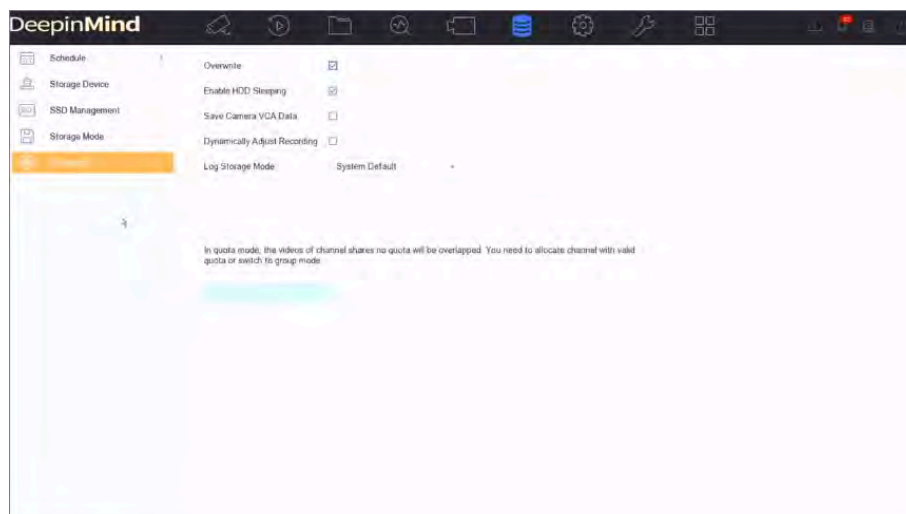 DeepinMind
Schedule
Storage Device
SSD Management
Storage Mode
Overwrite
Enable HDD Sleeping
Save Camera VCA Data
Dynamically Adjust Recording
Log Storage Mode System Default
In quota mode, the videos of channel shares no quota will be overlapped. You need to allocate channel with valid
quota or switch to group mode